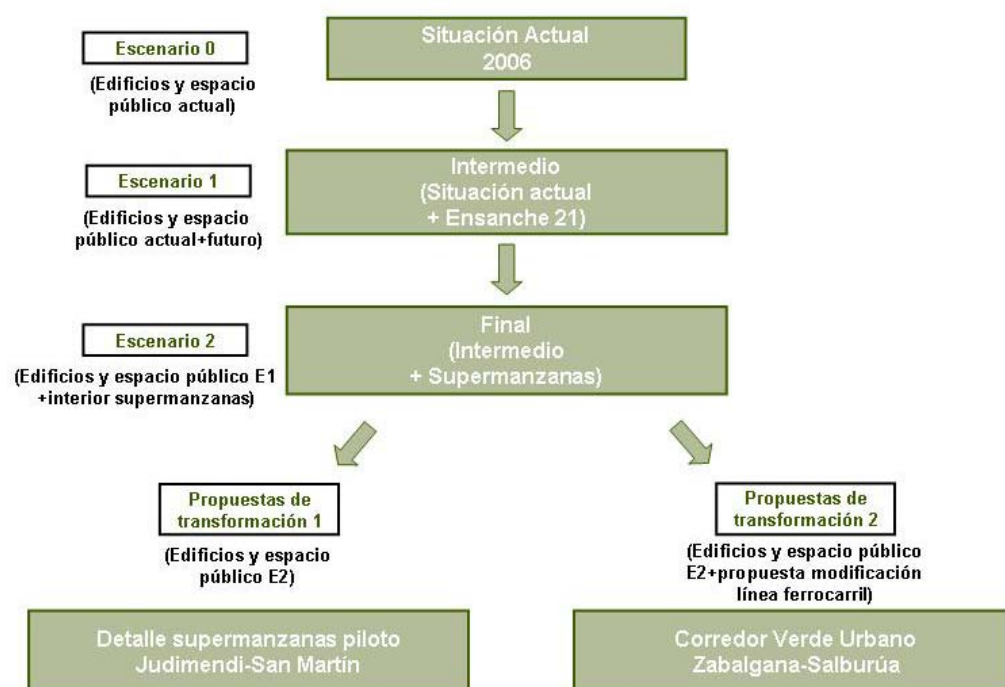 Escenario 0
(Edificios y espacio
público actual)
Situación Actual
2006
Escenario 1
(Edificios y espacio
público actual+futuro)
Intermedio
(Situación actual
+ Ensanche 21)
Escenario 2
(Edificios y espacio público E1
+interior supermanzanas)
Final
(Intermedio
+ Supermanzanas)
Propuestas de
transformación 1
(Edificios y espacio
público E2)
Detalle supermanzanas piloto
Judimendi-San Martín
Propuestas de
transformación 2
(Edificios y espacio público
E2+propuesta modificación
línea ferrocarril)
Corredor Verde Urbano
Zabalgana-Salburúa